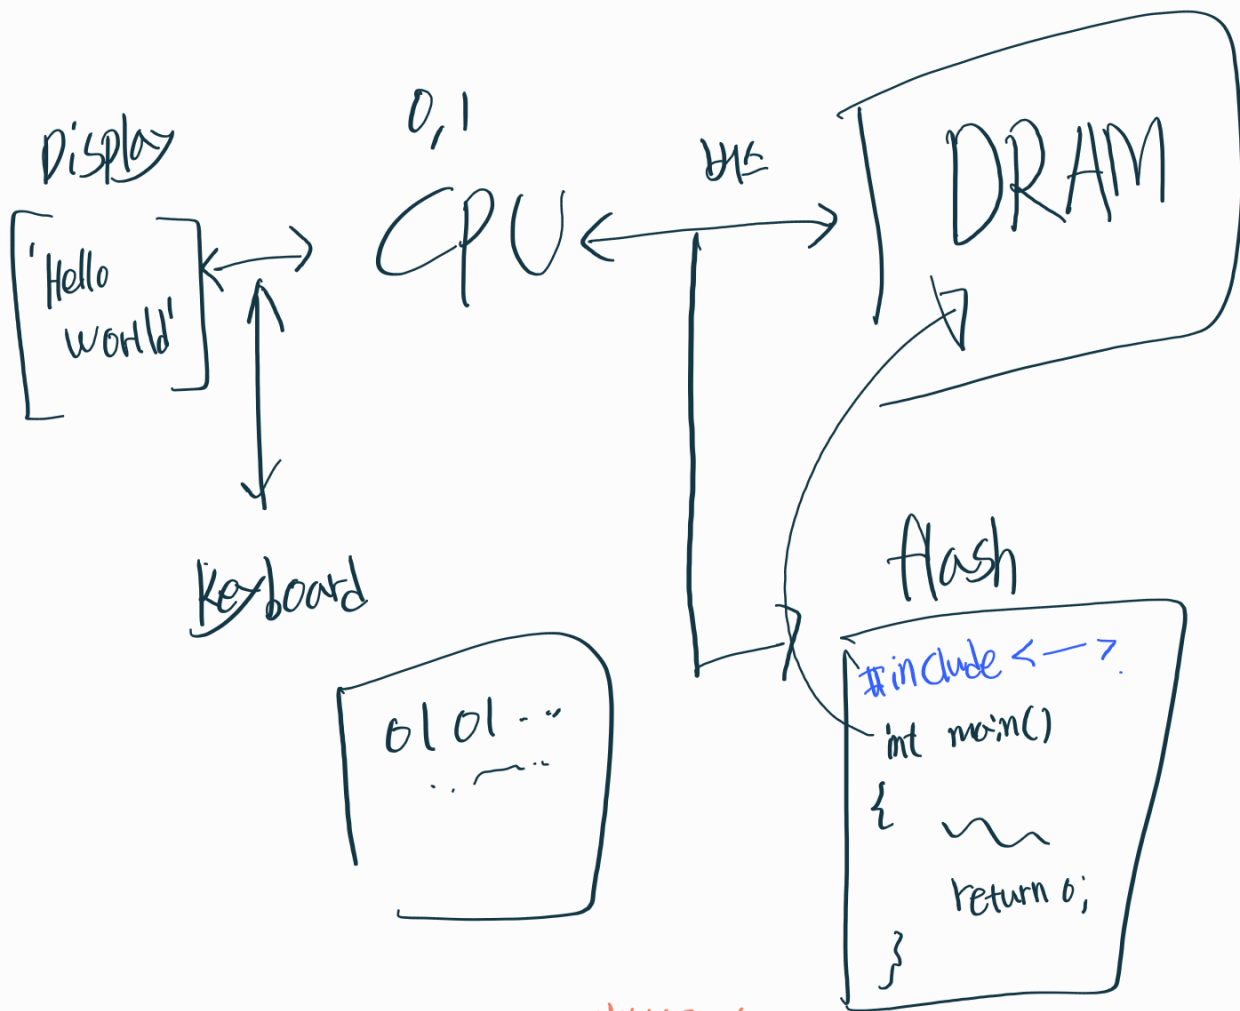 Display
0, 1
CPU
버스
DRAM
'Hello
world'
keyboard
flash
#include < — >
int main()
{
return 0;
}
0101 ...